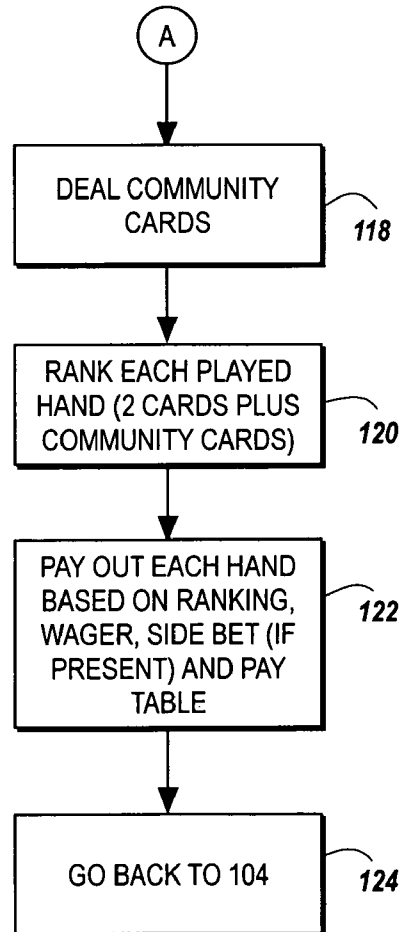 A
DEAL COMMUNITY
CARDS
118
RANK EACH PLAYED
HAND (2 CARDS PLUS
COMMUNITY CARDS)
120
PAY OUT EACH HAND
BASED ON RANKING,
WAGER, SIDE BET (IF
PRESENT) AND PAY
TABLE
122
GO BACK TO 104
124